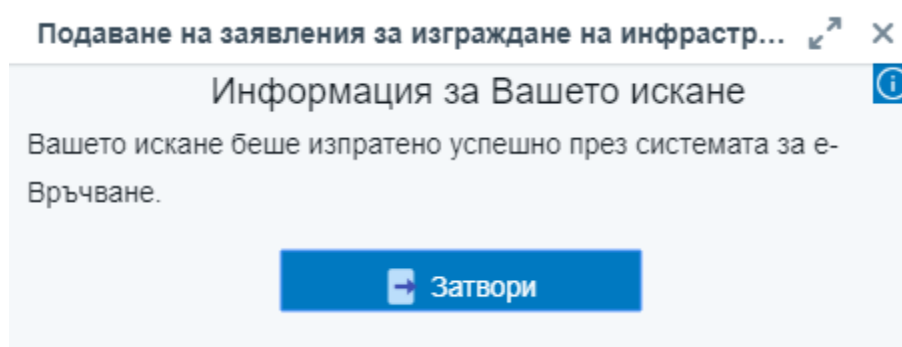 Подаване на заявления за изграждане на инфрастр...
Информация за Вашето искане
Вашето искане беше изпратено успешно през системата за е-
Връчване.
Затвори